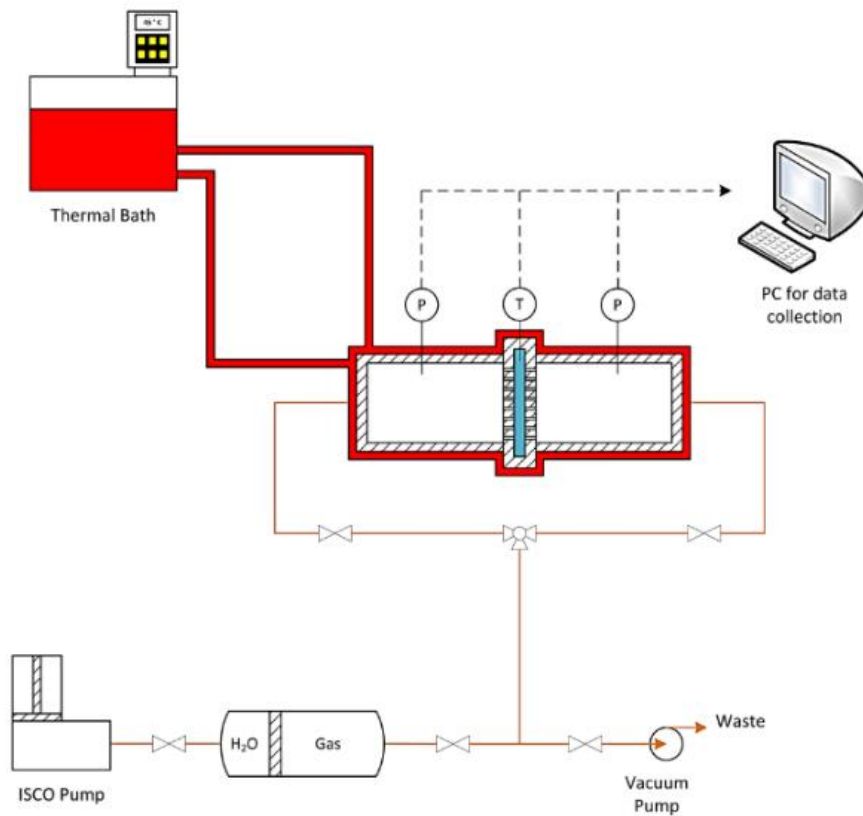 Thermal Bath
P
T
P
PC for data
collection
H₂O
Gas
ISCO Pump
Waste
Vacuum
Pump